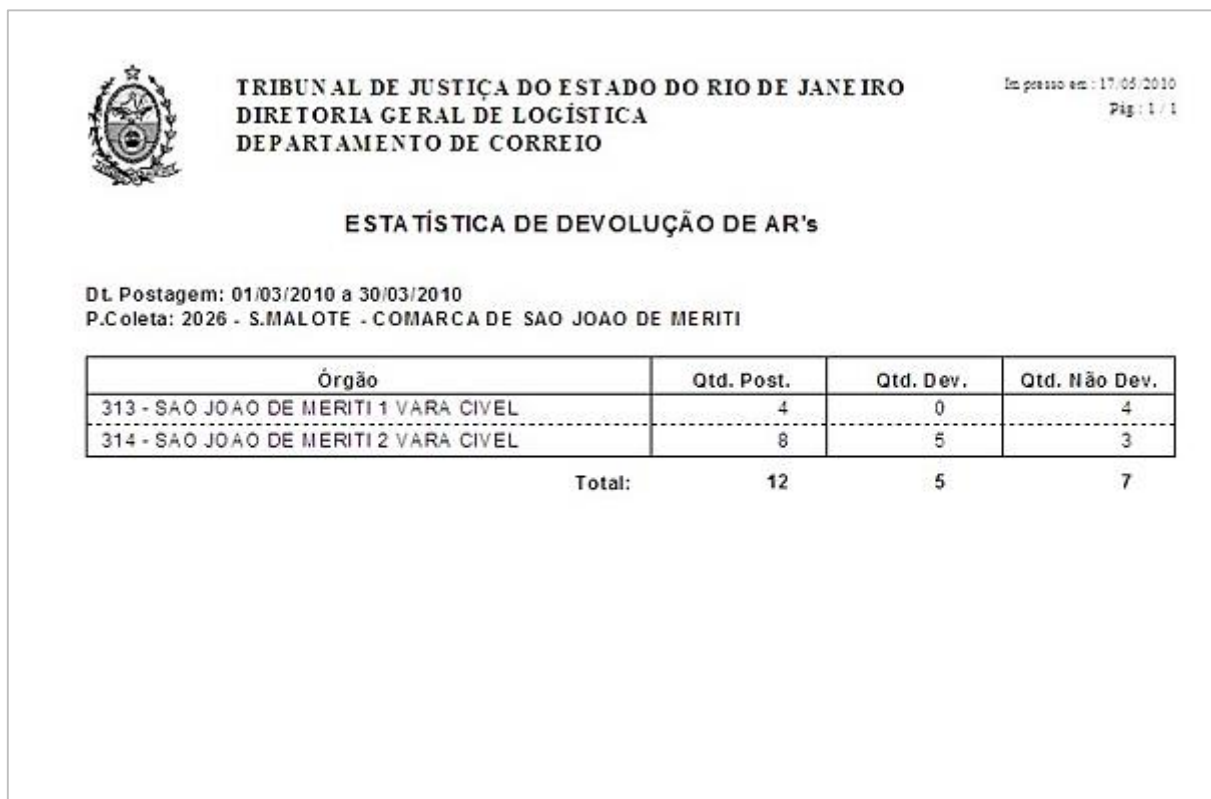 TRIBUNAL DE JUSTIÇA DO ESTADO DO RIO DE JANEIRO
Impresso em : 17/05/2010
DIRETORIA GERAL DE LOGÍSTICA
Pág : 1 / 1
DEPARTAMENTO DE CORREIO
ESTATÍSTICA DE DEVOLUÇÃO DE AR's
Dt. Postagem: 01/03/2010 a 30/03/2010
P.Coleta: 2026 - S.MALOTE - COMARCA DE SAO JOAO DE MERITI
Órgão Qtd. Post. Qtd. Dev. Qtd. Não Dev.
313 - SAO JOAO DE MERITI 1 VARA CIVEL 4 0 4
314 - SAO JOAO DE MERITI 2 VARA CIVEL 8 5 3
Total: 12 5 7